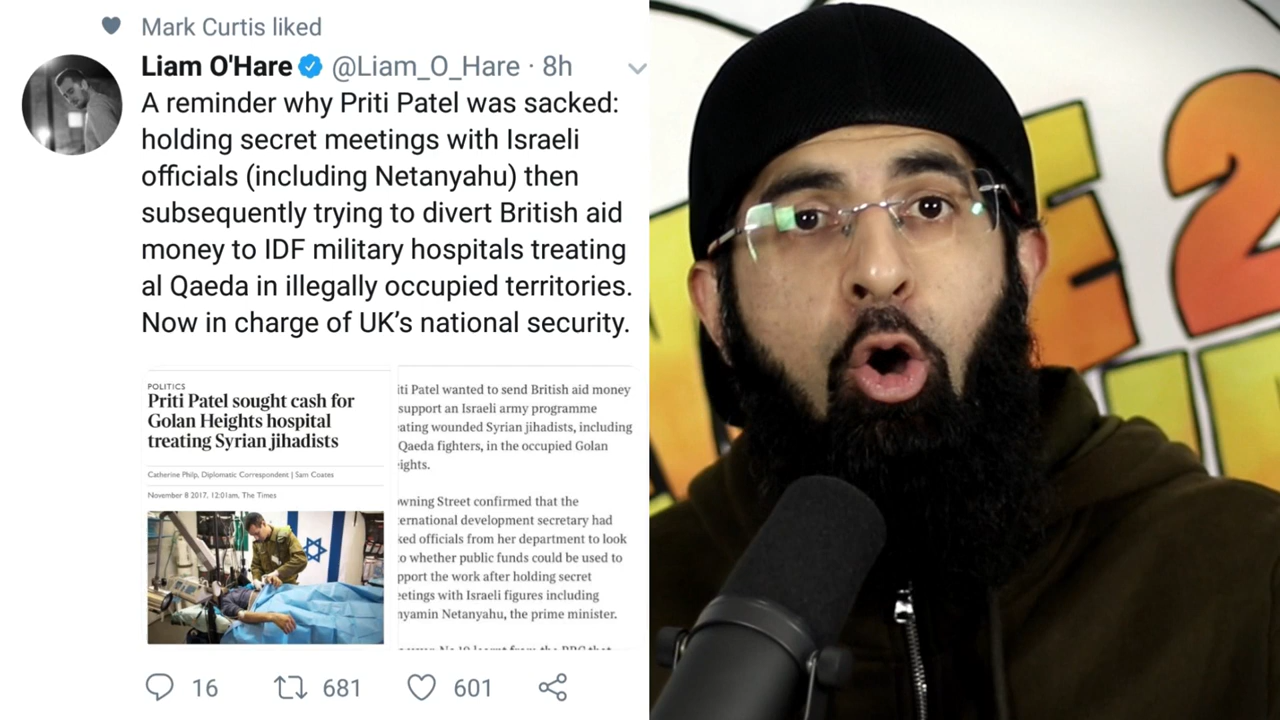 Mark Curtis liked
Liam O'Hare @Liam_O_Hare · 8h
A reminder why Priti Patel was sacked:
holding secret meetings with Israeli
officials (including Netanyahu) then
subsequently trying to divert British aid
money to IDF military hospitals treating
al Qaeda in illegally occupied territories.
Now in charge of UK's national security.
POLITICS
Priti Patel sought cash for
Golan Heights hospital
treating Syrian jihadists
Catherine Philp, Diplomatic Correspondent | Sam Coates
November 8 2017, 12:01am, The Times
iti Patel wanted to send British aid money
support an Israeli army programme
eating wounded Syrian jihadists, including
Qaeda fighters, in the occupied Golan
eights.
owning Street confirmed that the
ternational development secretary had
ked officials from her department to look
o whether public funds could be used to
pport the work after holding secret
eetings with Israeli figures including
nyamin Netanyahu, the prime minister.
16 681 601
2